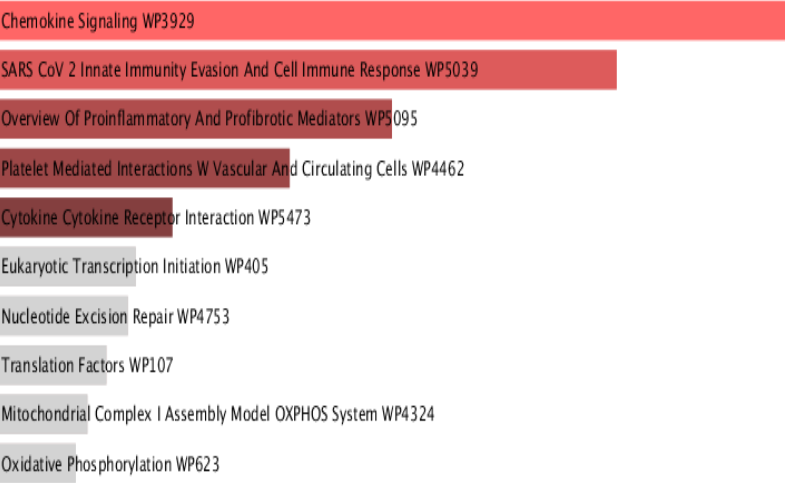 Chemokine Signaling WP3929
SARS CoV 2 Innate Immunity Evasion And Cell Immune Response WP5039
Overview Of Proinflammatory And Profibrotic Mediators WP5095
Platelet Mediated Interactions W Vascular And Circulating Cells WP4462
Cytokine Cytokine Receptor Interaction WP5473
Eukaryotic Transcription Initiation WP405
Nucleotide Excision Repair WP4753
Translation Factors WP107
Mitochondrial Complex I Assembly Model OXPHOS System WP4324
Oxidative Phosphorylation WP623